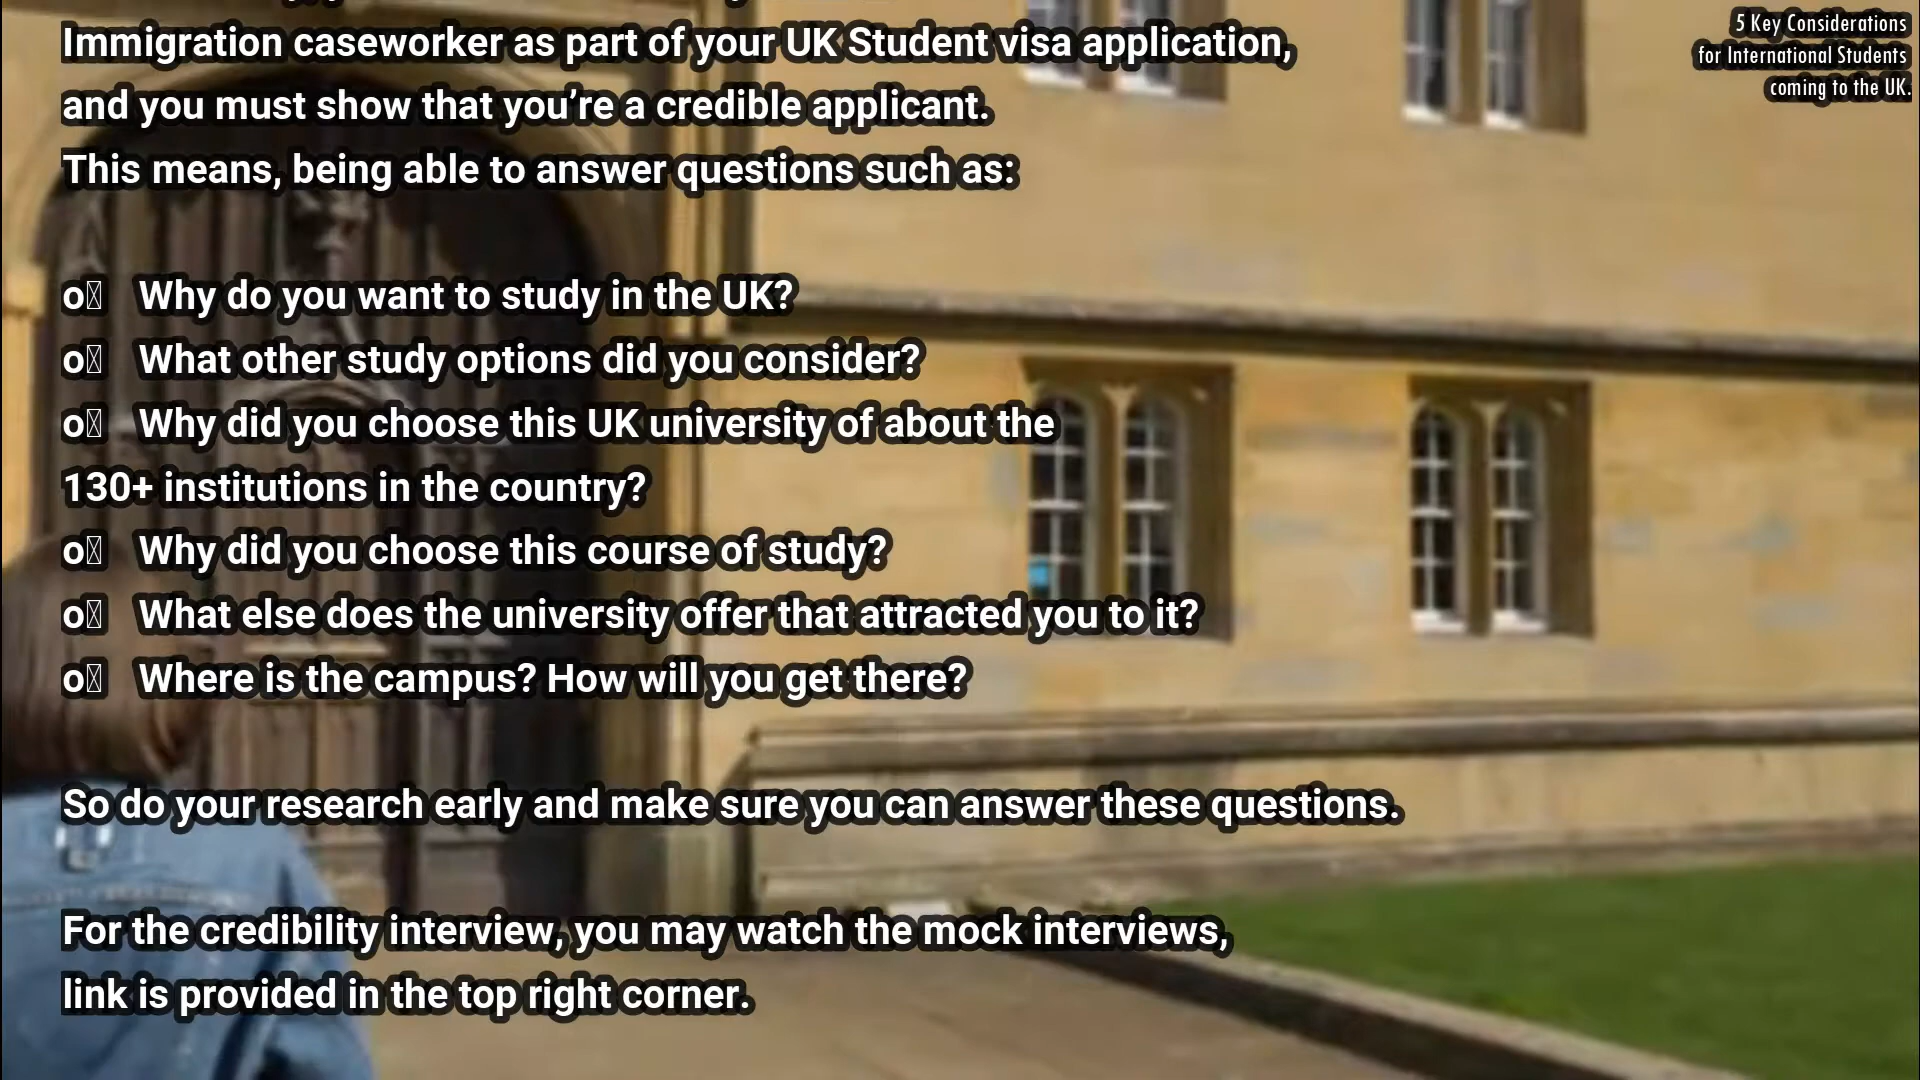 Immigration caseworker as part of your UK Student visa application,
and you must show that you’re a credible applicant.
This means, being able to answer questions such as:
o Why do you want to study in the UK?
o What other study options did you consider?
o Why did you choose this UK university of about the
130+ institutions in the country?
o Why did you choose this course of study?
o What else does the university offer that attracted you to it?
o Where is the campus? How will you get there?
So do your research early and make sure you can answer these questions.
For the credibility interview, you may watch the mock interviews,
link is provided in the top right corner.
5 Key Considerations
for International Students
coming to the UK.